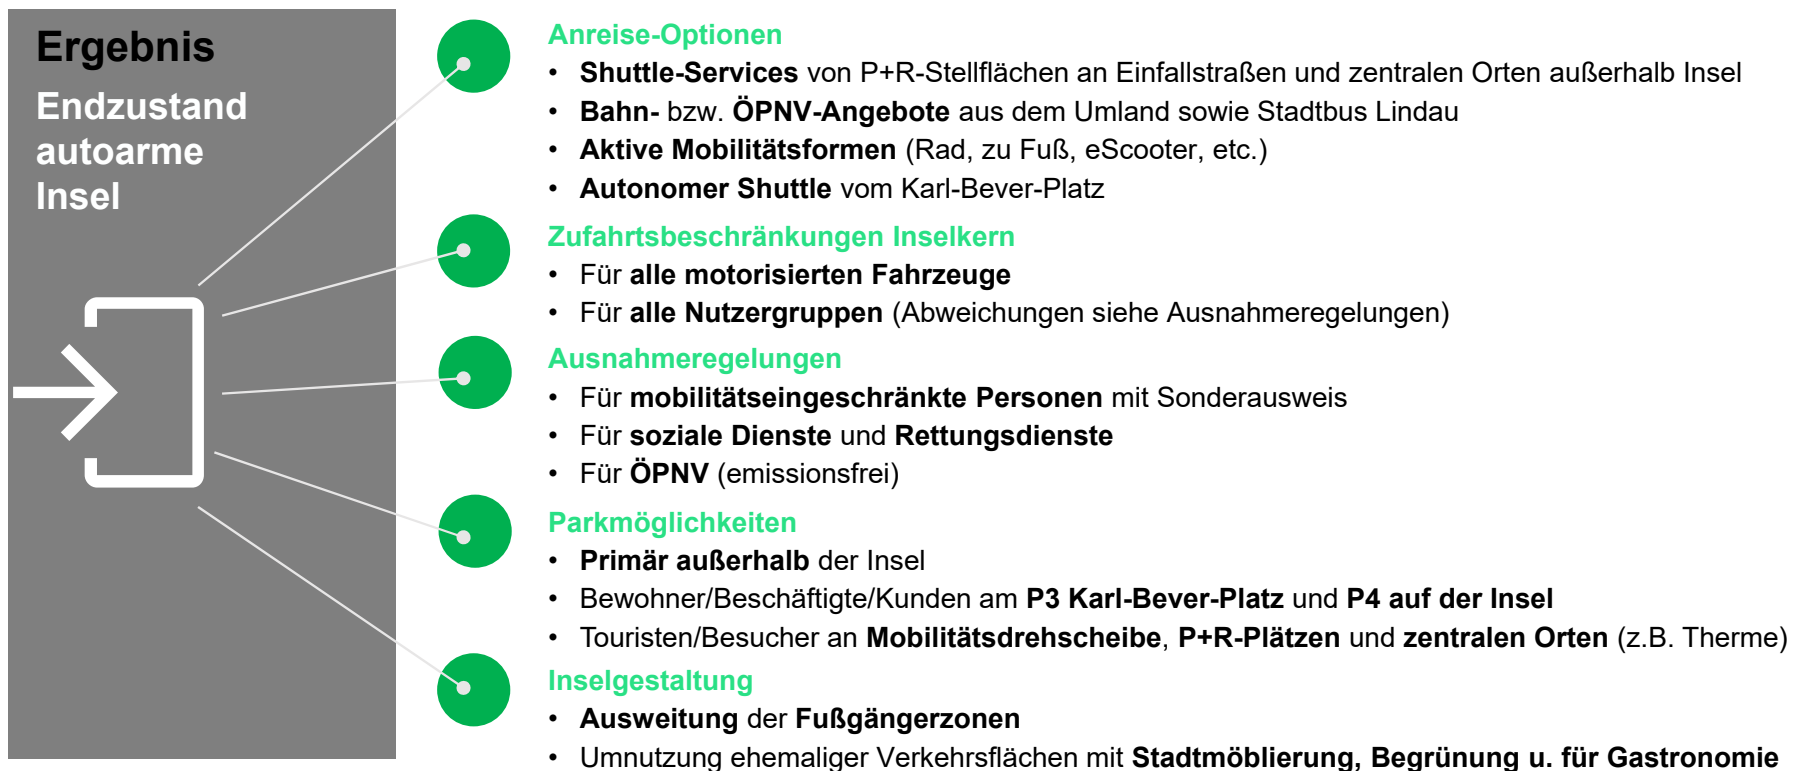 Ergebnis
Endzustand
autoarme
Insel
Anreise-Optionen
• Shuttle-Services von P+R-Stellflächen an Einfallstraßen und zentralen Orten außerhalb Insel
• Bahn- bzw. ÖPNV-Angebote aus dem Umland sowie Stadtbus Lindau
• Aktive Mobilitätsformen (Rad, zu Fuß, eScooter, etc.)
• Autonomer Shuttle vom Karl-Bever-Platz
Zufahrtsbeschränkungen Inselkern
• Für alle motorisierten Fahrzeuge
• Für alle Nutzergruppen (Abweichungen siehe Ausnahmeregelungen)
Ausnahmeregelungen
• Für mobilitätseingeschränkte Personen mit Sonderausweis
• Für soziale Dienste und Rettungsdienste
• Für ÖPNV (emissionsfrei)
Parkmöglichkeiten
• Primär außerhalb der Insel
• Bewohner/Beschäftigte/Kunden am P3 Karl-Bever-Platz und P4 auf der Insel
• Touristen/Besucher an Mobilitätsdrehscheibe, P+R-Plätzen und zentralen Orten (z.B. Therme)
Inselgestaltung
• Ausweitung der Fußgängerzonen
• Umnutzung ehemaliger Verkehrsflächen mit Stadtmöblierung, Begrünung u. für Gastronomie